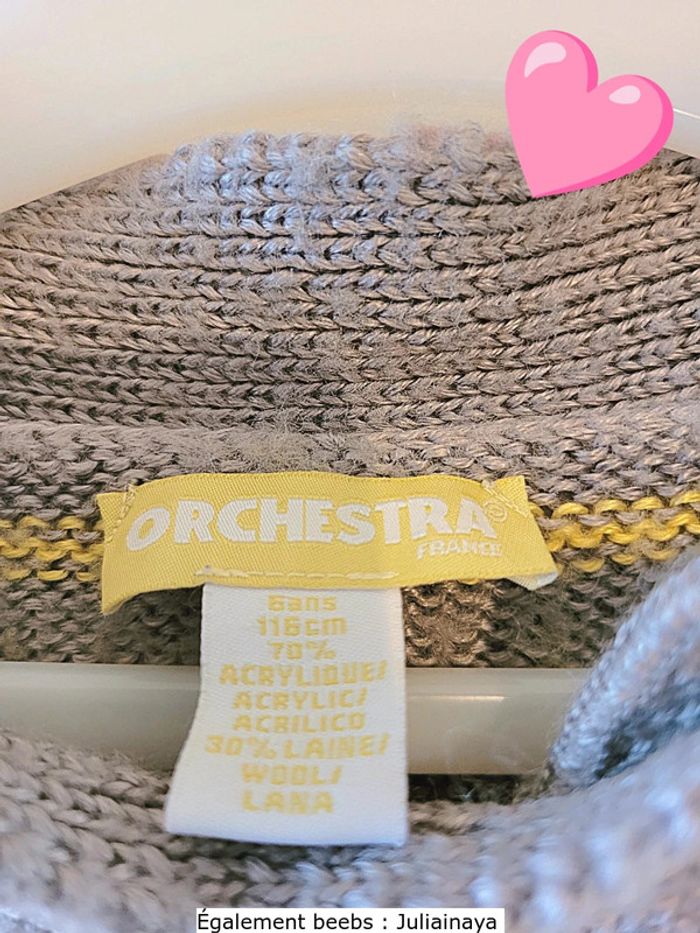 ORCHESTRA©
FRANCE
6ans
116cm
70%
ACRYLIQUE/
ACRYLIC/
ACRILICO
30% LAINE/
WOOL/
LANA
Également beebs : Juliainaya